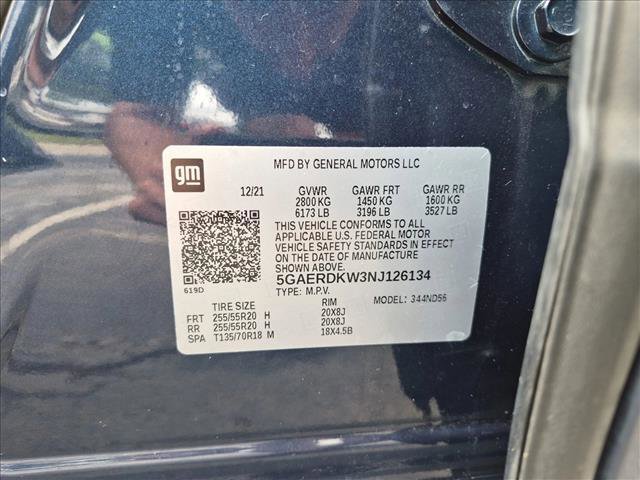 gm
MFD BY GENERAL MOTORS LLC
12/21 GVWR GAWR FRT GAWR RR
2800 KG 1450 KG 1600 KG
6173 LB 3196 LB 3527 LB
THIS VEHICLE CONFORMS TO ALL
APPLICABLE U.S. FEDERAL MOTOR
VEHICLE SAFETY STANDARDS IN EFFECT
ON THE DATE OF MANUFACTURE
SHOWN ABOVE.
5GAERDKW3NJ126134
619D
TYPE: M.P.V. MODEL: 344ND56
TIRE SIZE RIM
FRT 255/55R20 H 20X8J
RR 255/55R20 H 20X8J
SPA T135/70R18 M 18X4.5B